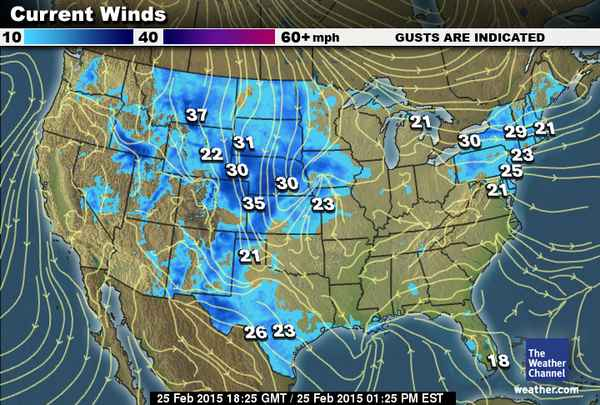 Current Winds
10 40 60+ mph GUSTS ARE INDICATED
37
21
31
30 29 21
22
23
30
30
25
35
23
21
21
26 23
18
The Weather Channel
weather.com
25 Feb 2015 18:25 GMT / 25 Feb 2015 01:25 PM EST